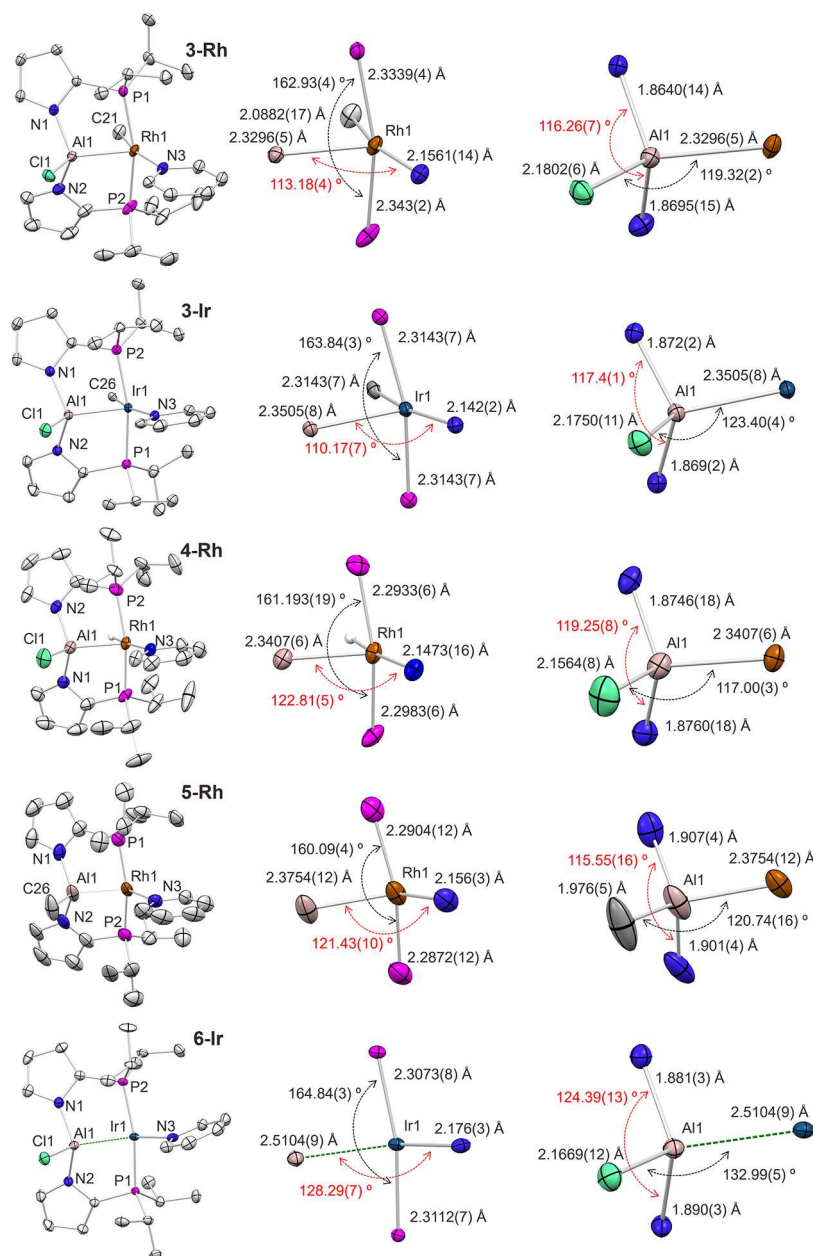 3-Rh
P1
C21
N1
Al1
Rh1
Cl1
N3
N2
P2
162.93(4) º
2.3339(4) Å
2.0882(17) Å
Rh1
2.3296(5) Å
2.1561(14) Å
113.18(4) º
2.343(2) Å
1.8640(14) Å
116.26(7) º
Al1
2.3296(5) Å
2.1802(6) Å
119.32(2) º
1.8695(15) Å
3-Ir
P2
N1
C26
Ir1
Al1
N3
Cl1
N2
P1
163.84(3) º
2.3143(7) Å
2.3143(7) Å
Ir1
2.3505(8) Å
2.142(2) Å
110.17(7) º
2.3143(7) Å
1.872(2) Å
117.4(1) º
Al1
2.3505(8) Å
2.1750(11) Å
123.40(4) º
1.869(2) Å
4-Rh
P2
N2
Cl1
Al1
Rh1
N3
N1
P1
161.193(19) º
2.2933(6) Å
Rh1
2.3407(6) Å
2.1473(16) Å
122.81(5) º
2.2983(6) Å
1.8746(18) Å
119.25(8) º
Al1
2 3407(6) Å
2.1564(8) Å
117.00(3) º
1.8760(18) Å
5-Rh
P1
N1
Al1
Rh1
C26
N3
N2
P2
160.09(4) º
2.2904(12) Å
Rh1
2.3754(12) Å
2.156(3) Å
121.43(10) º
2.2872(12) Å
1.907(4) Å
115.55(16) º
Al1
2.3754(12) Å
1.976(5) Å
120.74(16) º
1.901(4) Å
6-Ir
P2
N1
Al1
Ir1
N3
Cl1
N2
P1
164.84(3) º
2.3073(8) Å
Ir1
2.5104(9) Å
2.176(3) Å
128.29(7) º
2.3112(7) Å
1.881(3) Å
124.39(13) º
Al1
2.5104(9) Å
2.1669(12) Å
132.99(5) º
1.890(3) Å